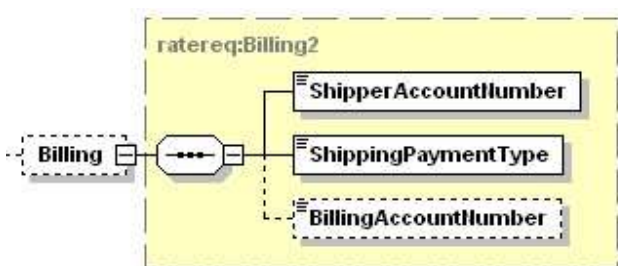 ratereq:Billing2
ShipperAccountNumber
Billing
ShippingPaymentType
BillingAccountNumber